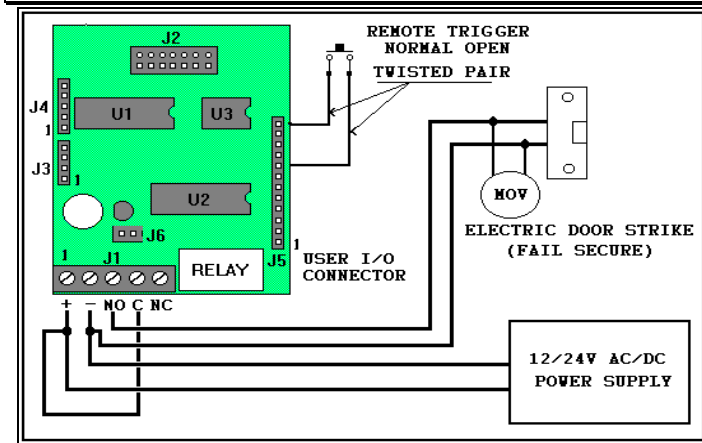 J2
REMOTE TRIGGER
NORMAL OPEN
TWISTED PAIR
J4
U1
U3
1
J3
1
U2
MOV
J6
ELECTRIC DOOR STRIKE
(FAIL SECURE)
1
J1
RELAY
J5
1
USER I/O
CONNECTOR
+ - NO C NC
12/24V AC/DC
POWER SUPPLY